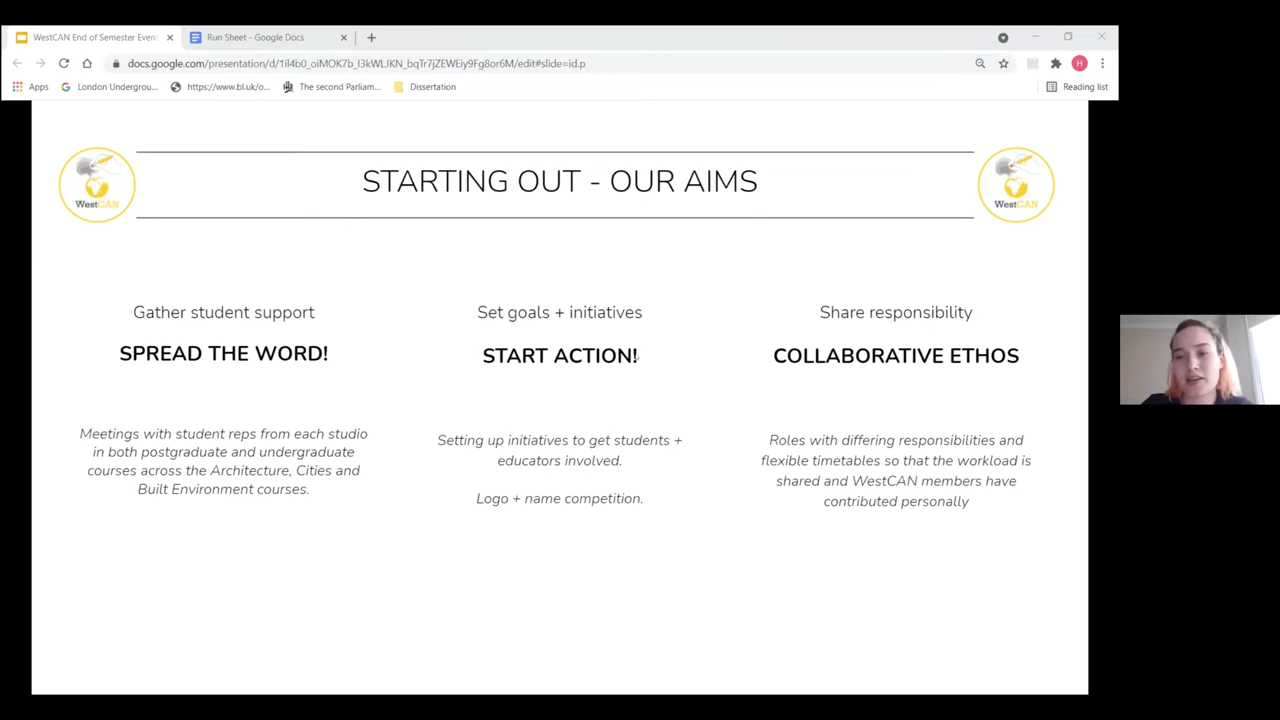 WestCAN End of Semester Even
Run Sheet - Google Docs
docs.google.com/presentation/d/1il4b0_oiMOK7b_I3kWLJKN_bqTr7jZEWEiy9Fg8or6M/edit#slide=id.p
H
Apps
London Undergrou...
https://www.bl.uk/o...
The second Parliam...
Dissertation
Reading list
STARTING OUT - OUR AIMS
WestCAN
WestCAN
Gather student support
SPREAD THE WORD!
Meetings with student reps from each studio
in both postgraduate and undergraduate
courses across the Architecture, Cities and
Built Environment courses.
Set goals + initiatives
START ACTION!
Setting up initiatives to get students +
educators involved.
Logo + name competition.
Share responsibility
COLLABORATIVE ETHOS
Roles with differing responsibilities and
flexible timetables so that the workload is
shared and WestCAN members have
contributed personally